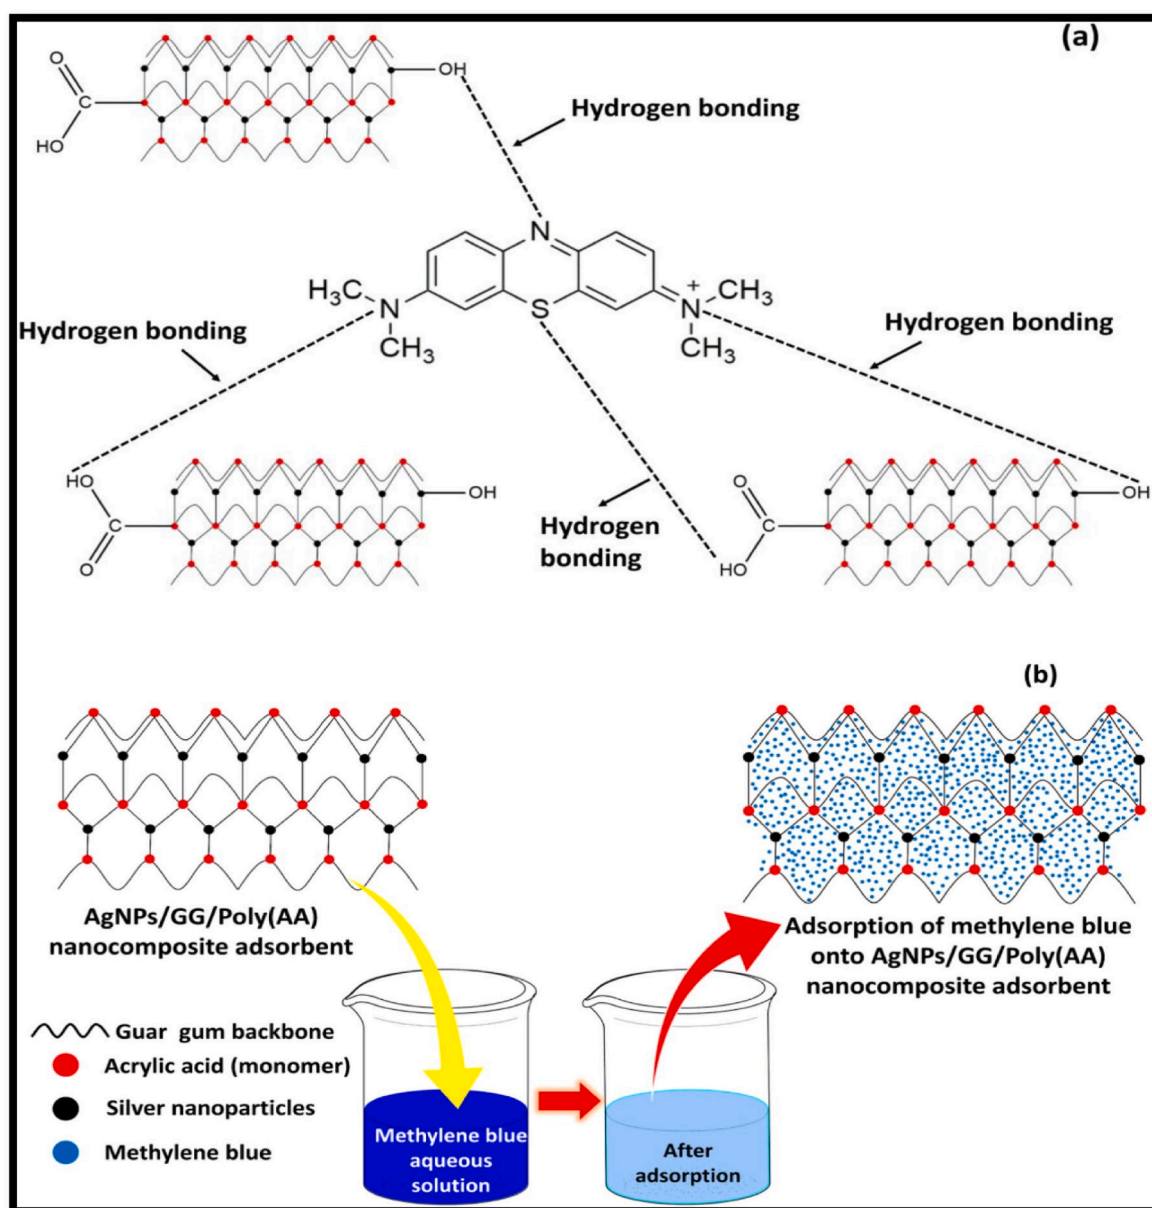 (a)
O
C
HO
OH
Hydrogen bonding
N
S
H₃C
N
CH₃
+
N
CH₃
CH₃
Hydrogen bonding
Hydrogen bonding
HO
C
O
OH
Hydrogen
bonding
O
C
HO
OH
(b)
AgNPs/GG/Poly(AA)
nanocomposite adsorbent
Adsorption of methylene blue
onto AgNPs/GG/Poly(AA)
nanocomposite adsorbent
Guar gum backbone
Acrylic acid (monomer)
Silver nanoparticles
Methylene blue
Methylene blue
aqueous
solution
After
adsorption